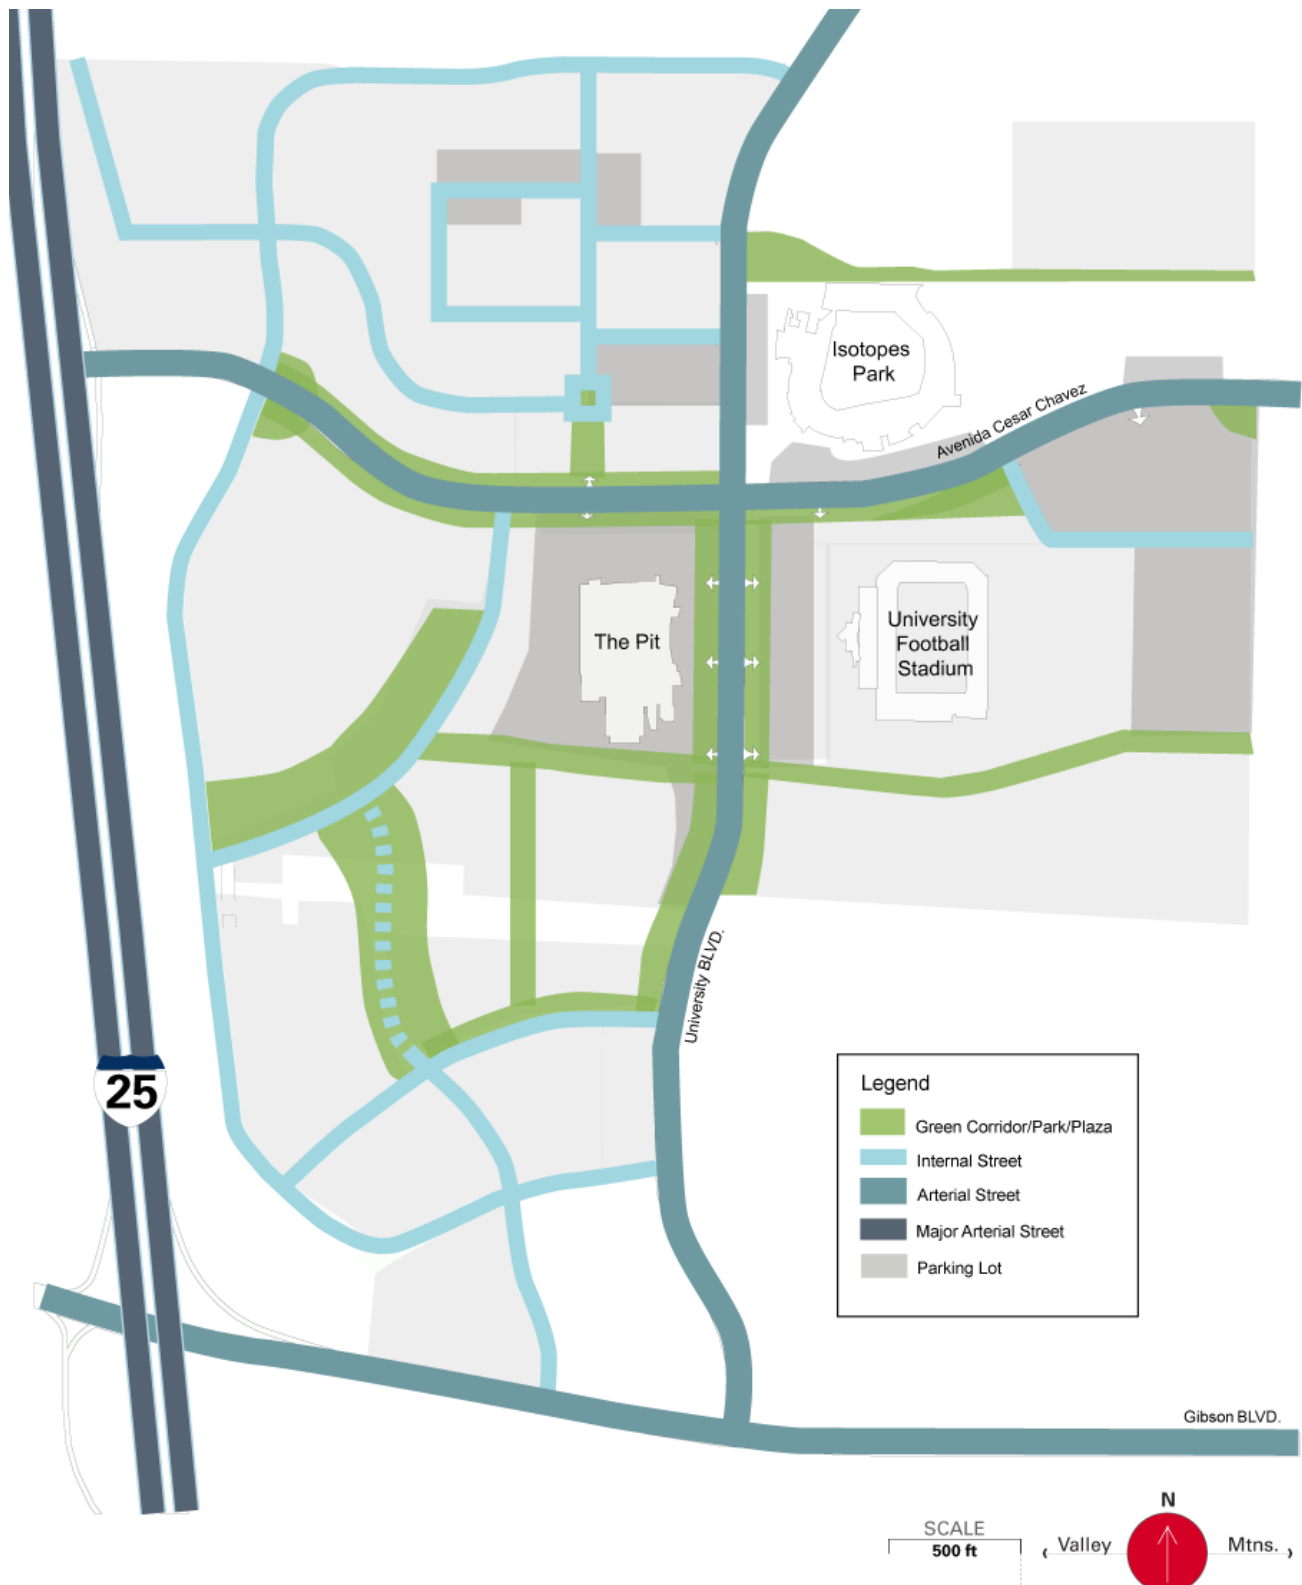 Isotopes
Park
Avenida Cesar Chavez
The Pit
University
Football
Stadium
University BLVD.
25
Legend
Green Corridor/Park/Plaza
Internal Street
Arterial Street
Major Arterial Street
Parking Lot
Gibson BLVD.
N
SCALE
500 ft
Valley
Mtns.